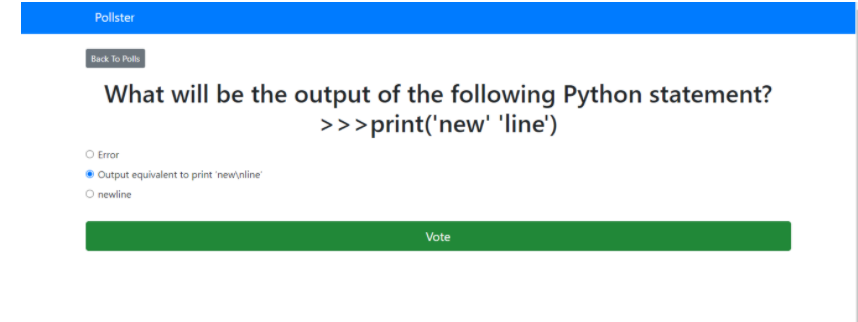 Pollster
Back To Polls
What will be the output of the following Python statement?
>>>print('new' 'line')
Error
Output equivalent to print 'new\nline'
newline
Vote